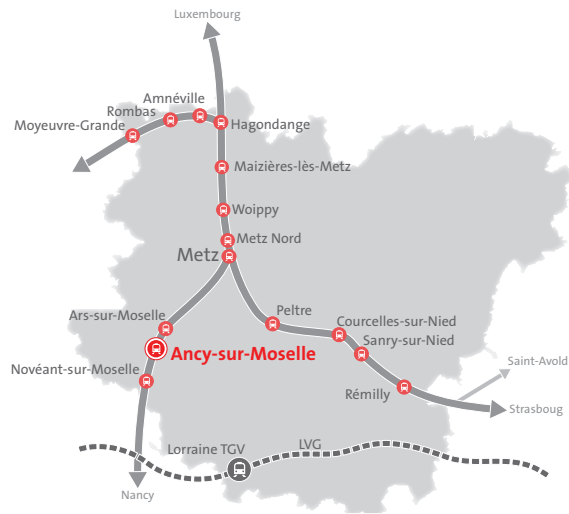 Luxembourg
Amnéville
Rombas
Moyeuvre-Grande
Hagondange
Maizières-lès-Metz
Woippy
Metz Nord
Metz
Ars-sur-Moselle
Peltre
Courcelles-sur-Nied
Sanry-sur-Nied
Ancy-sur-Moselle
Saint-Avold
Novéant-sur-Moselle
Rémilly
Strasboug
Lorraine TGV
LVG
Nancy